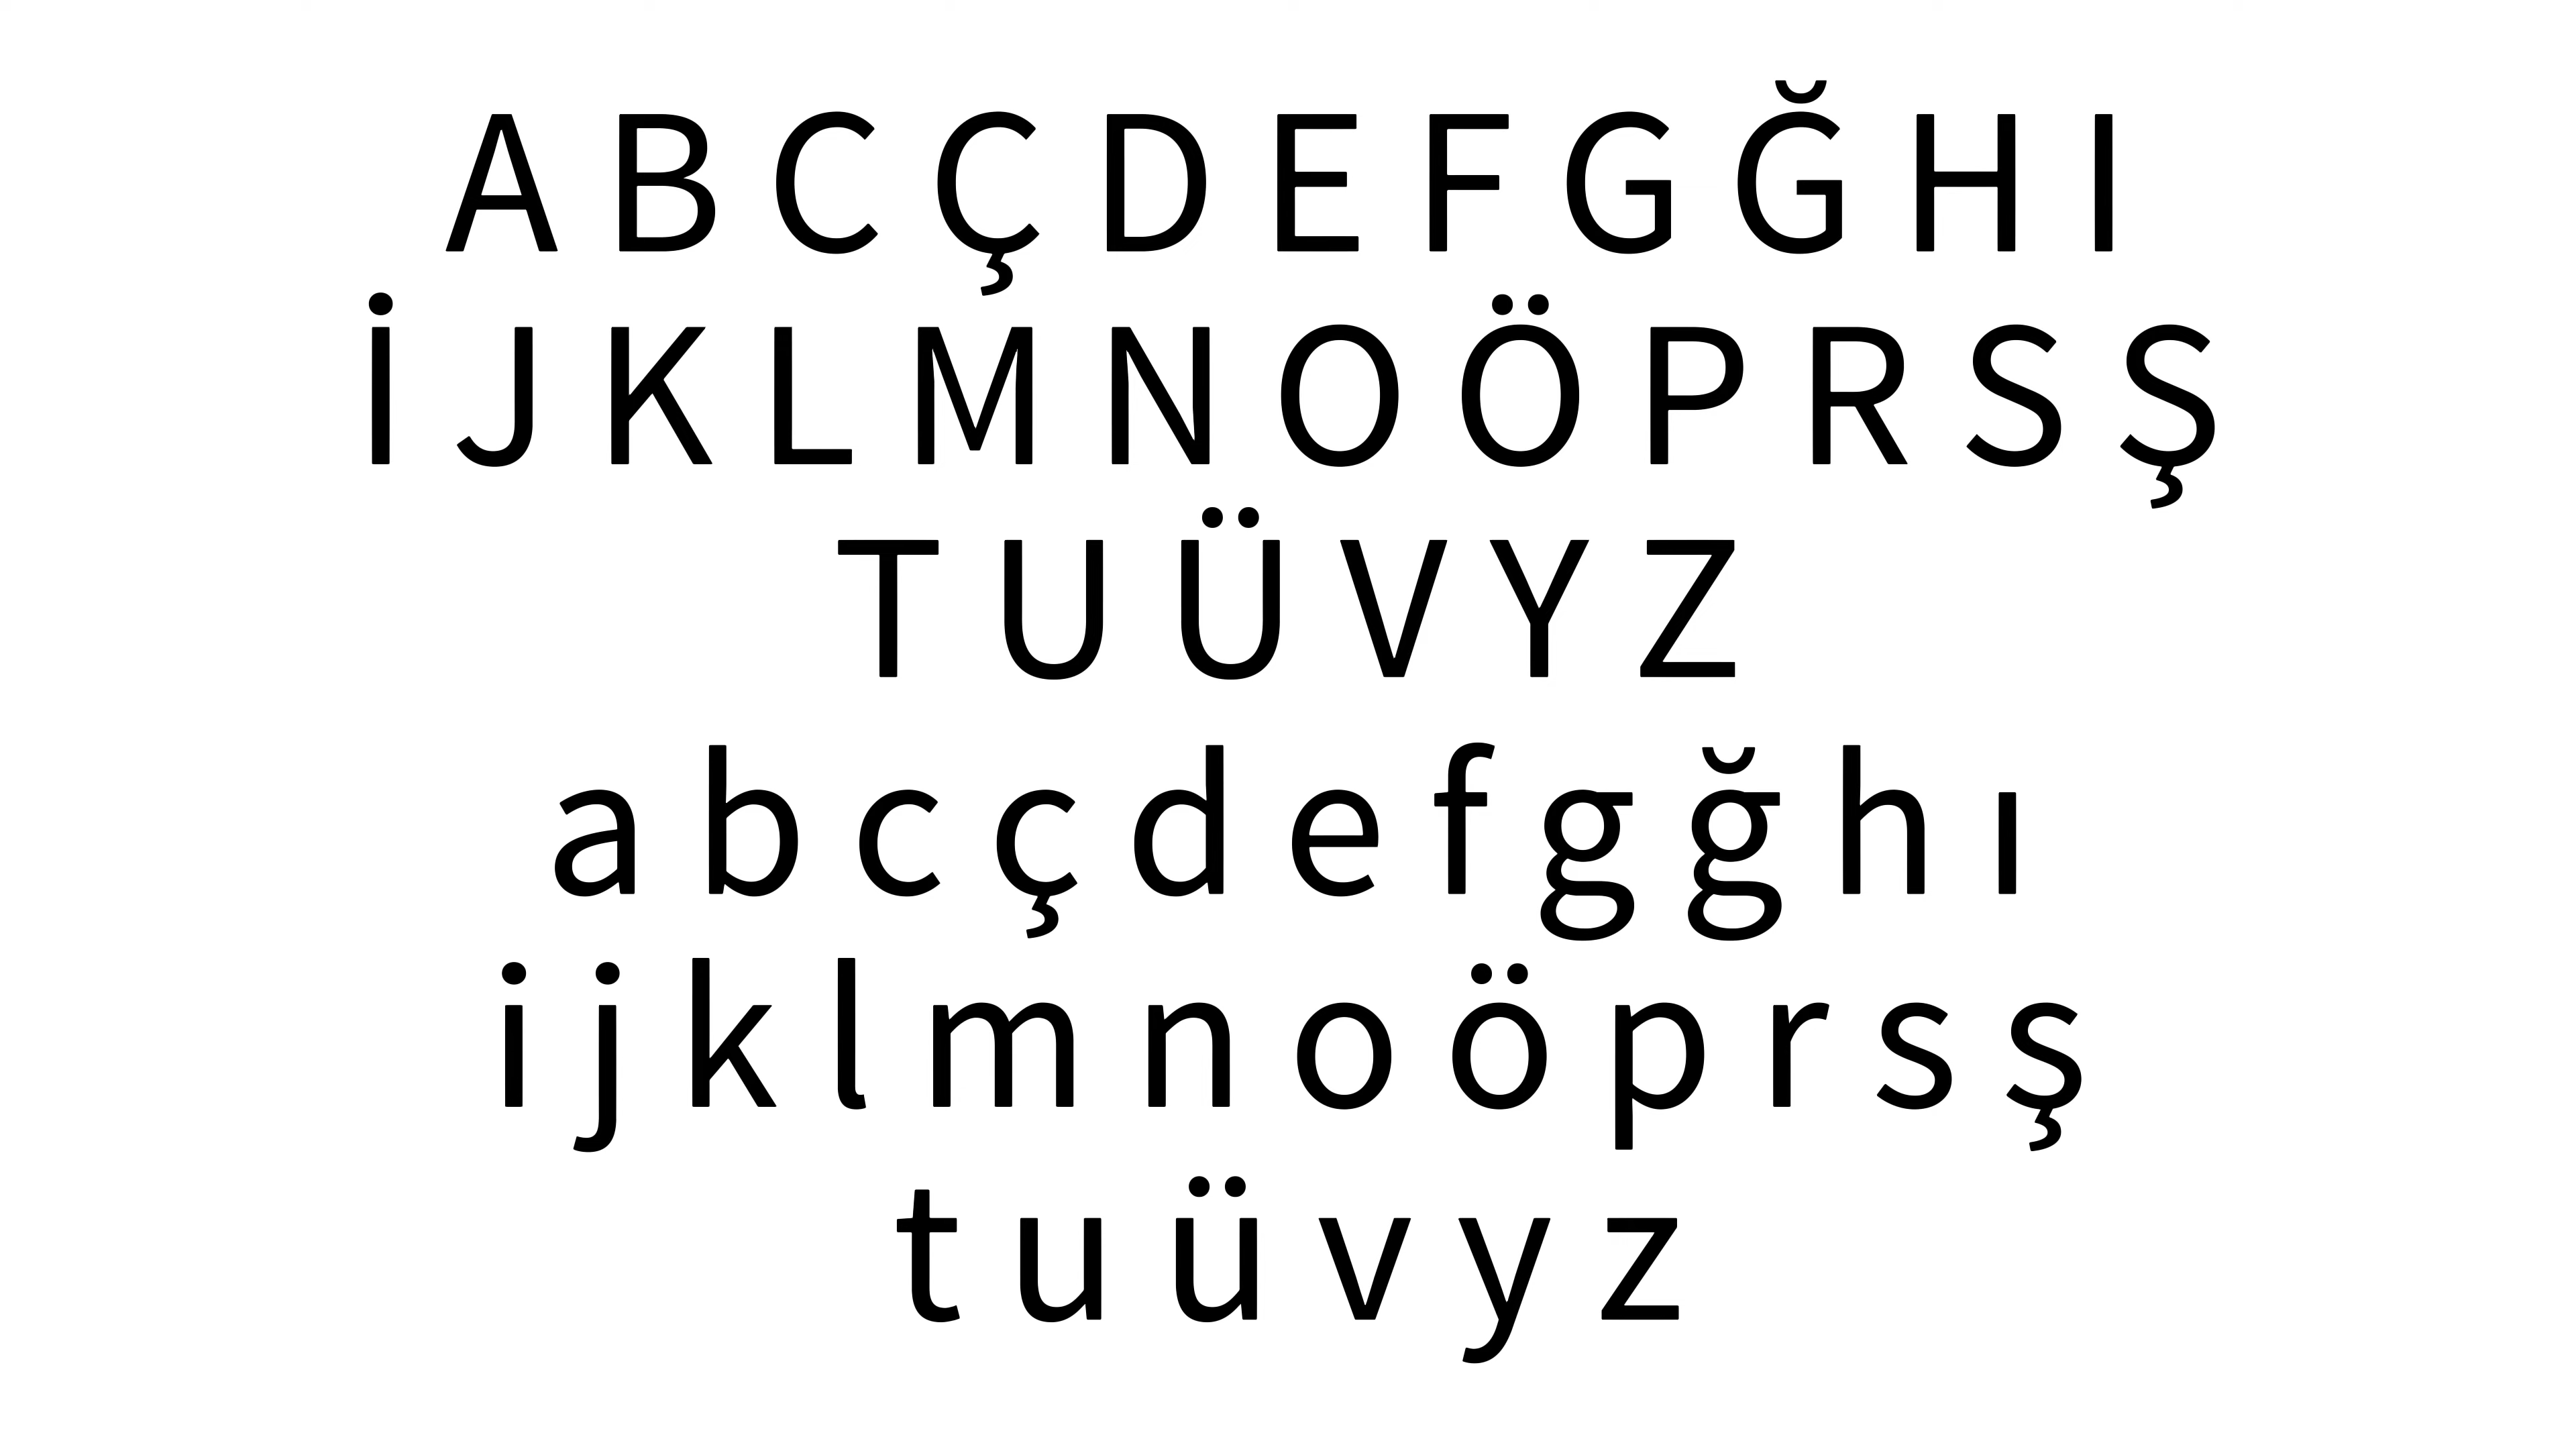 A B C Ç D E F G Ğ H I
İ J K L M N O Ö P R S Ş
T U Ü V Y Z
a b c ç d e f g ğ h ı
i j k l m n o ö p r s ş
t u ü v y z